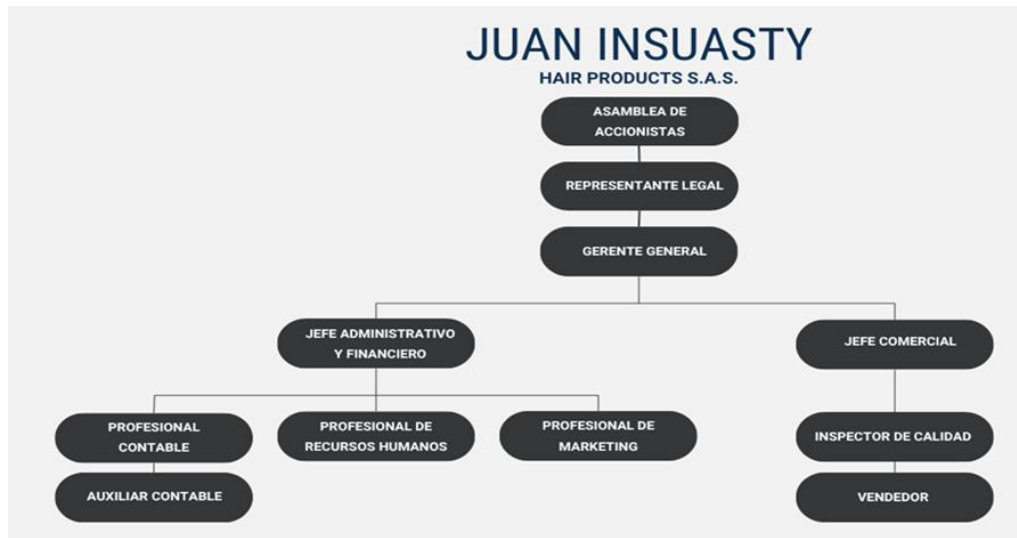 JUAN INSUASTY
HAIR PRODUCTS S.A.S.
ASAMBLEA DE
ACCIONISTAS
REPRESENTANTE LEGAL
GERENTE GENERAL
JEFE ADMINISTRATIVO
Y FINANCIERO
JEFE COMERCIAL
PROFESIONAL
CONTABLE
PROFESIONAL DE
RECURSOS HUMANOS
PROFESIONAL DE
MARKETING
INSPECTOR DE CALIDAD
AUXILIAR CONTABLE
VENDEDOR